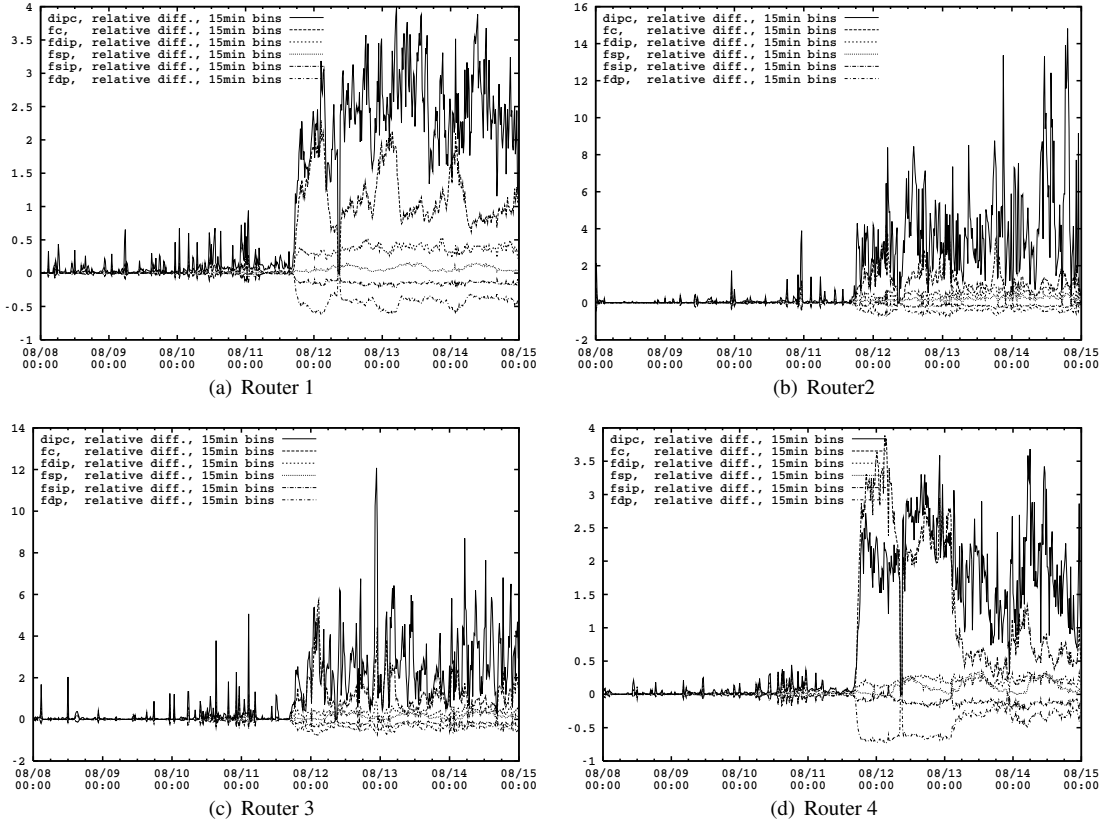 4
3.5
3
2.5
2
1.5
1
0.5
0
-0.5
-1
dipc, relative diff., 15min bins
fc, relative diff., 15min bins
fdip, relative diff., 15min bins
fsp, relative diff., 15min bins
fsip, relative diff., 15min bins
fdp, relative diff., 15min bins
08/08 08/09 08/10 08/11 08/12 08/13 08/14 08/15
00:00 00:00 00:00 00:00 00:00 00:00 00:00 00:00
(a) Router 1
16
14
12
10
8
6
4
2
0
-2
dipc, relative diff., 15min bins
fc, relative diff., 15min bins
fdip, relative diff., 15min bins
fsp, relative diff., 15min bins
fsip, relative diff., 15min bins
fdp, relative diff., 15min bins
08/08 08/09 08/10 08/11 08/12 08/13 08/14 08/15
00:00 00:00 00:00 00:00 00:00 00:00 00:00 00:00
(b) Router2
14
12
10
8
6
4
2
0
-2
dipc, relative diff., 15min bins
fc, relative diff., 15min bins
fdip, relative diff., 15min bins
fsp, relative diff., 15min bins
fsip, relative diff., 15min bins
fdp, relative diff., 15min bins
08/08 08/09 08/10 08/11 08/12 08/13 08/14 08/15
00:00 00:00 00:00 00:00 00:00 00:00 00:00 00:00
(c) Router 3
4
3.5
3
2.5
2
1.5
1
0.5
0
-0.5
-1
dipc, relative diff., 15min bins
fc, relative diff., 15min bins
fdip, relative diff., 15min bins
fsp, relative diff., 15min bins
fsip, relative diff., 15min bins
fdp, relative diff., 15min bins
08/08 08/09 08/10 08/11 08/12 08/13 08/14 08/15
00:00 00:00 00:00 00:00 00:00 00:00 00:00 00:00
(d) Router 4